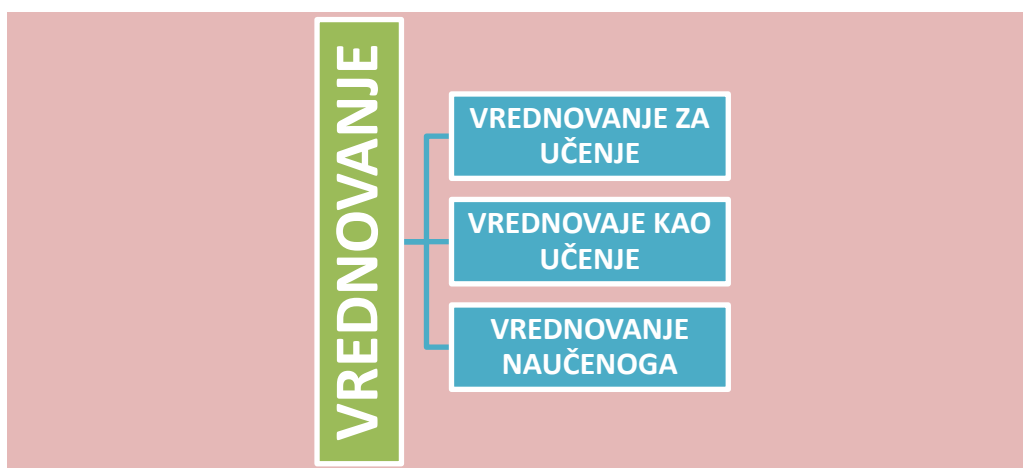 VREDNOVANJE
VREDNOVANJE ZA
UČENJE
VREDNOVAJE KAO
UČENJE
VREDNOVANJE
NAUČENOGA